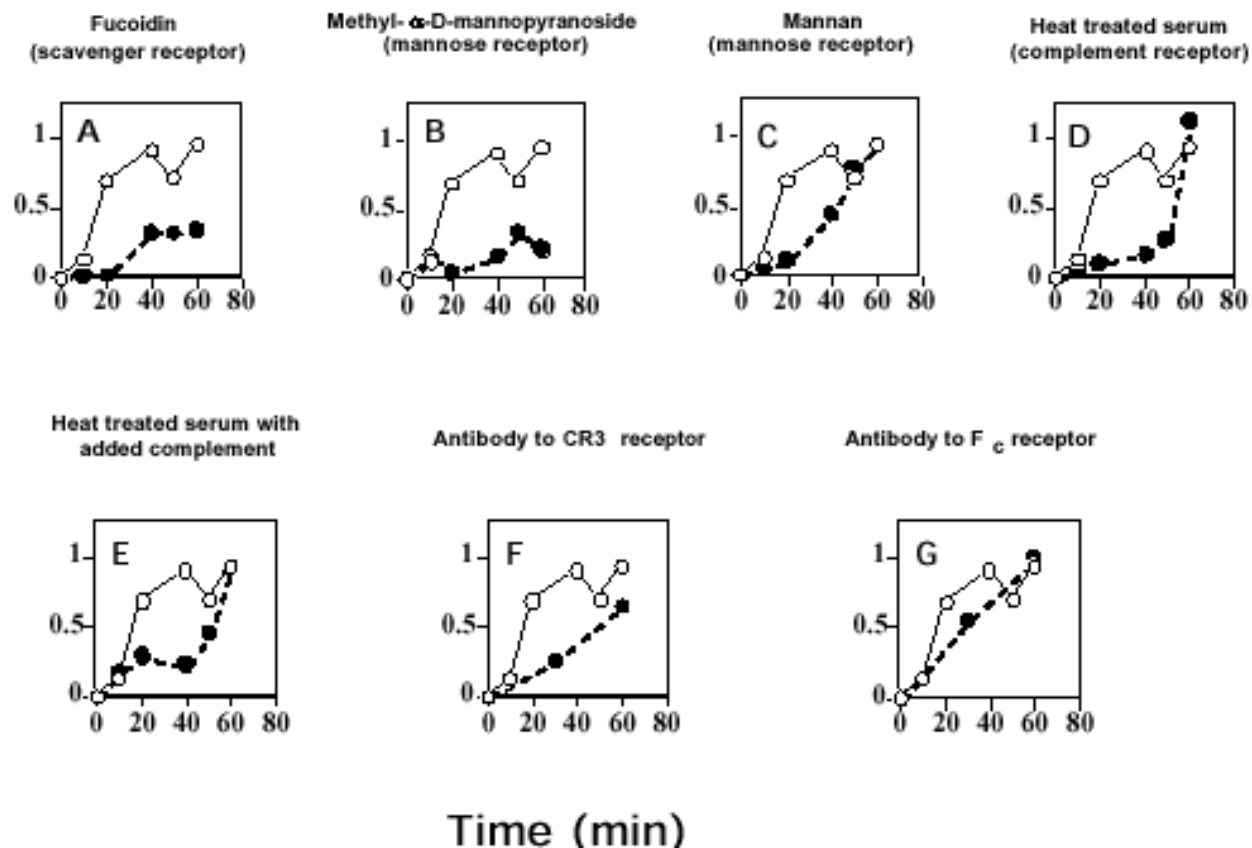 Fucoidin
(scavenger receptor)
Methyl-α-D-mannopyranoside
(mannose receptor)
Mannan
(mannose receptor)
Heat treated serum
(complement receptor)
A
1
0.5
0
0 20 40 60 80
B
1
0.5
0
0 20 40 60 80
C
1
0.5
0
0 20 40 60 80
D
1
0.5
0
0 20 40 60 80
Heat treated serum with
added complement
Antibody to CR3 receptor
Antibody to F c receptor
E
1
0.5
0
0 20 40 60 80
F
1
0.5
0
0 20 40 60 80
G
1
0.5
0
0 20 40 60 80
Time (min)